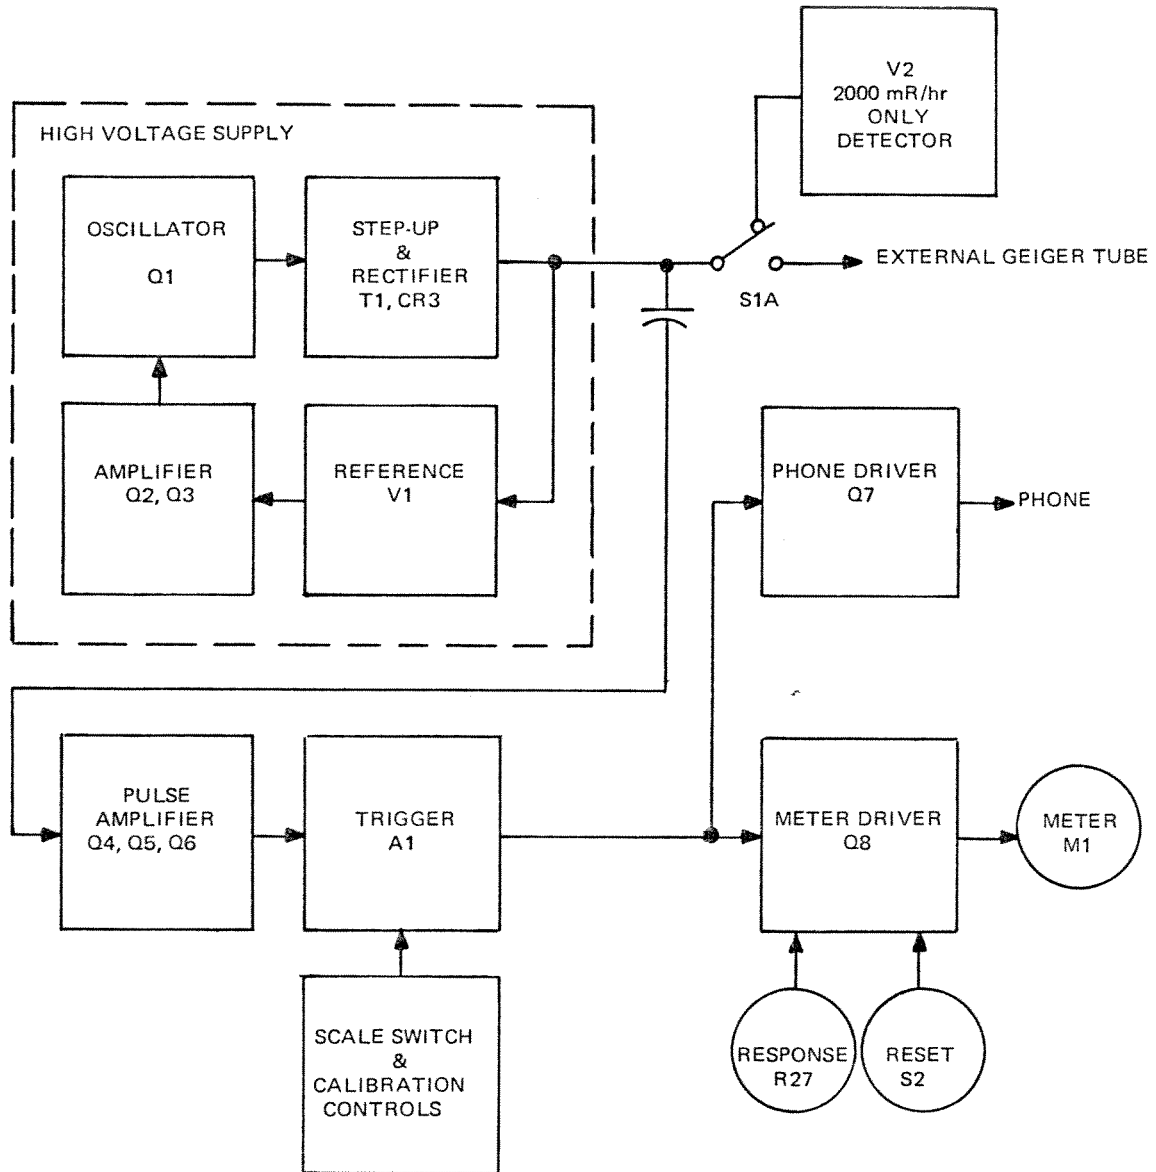 V2
2000 mR/hr
ONLY
DETECTOR
HIGH VOLTAGE SUPPLY
OSCILLATOR
Q1
STEP-UP
&
RECTIFIER
T1, CR3
EXTERNAL GEIGER TUBE
S1A
AMPLIFIER
Q2, Q3
REFERENCE
V1
PHONE DRIVER
Q7
PHONE
PULSE
AMPLIFIER
Q4, Q5, Q6
TRIGGER
A1
METER DRIVER
Q8
METER
M1
SCALE SWITCH
&
CALIBRATION
CONTROLS
RESPONSE
R27
RESET
S2